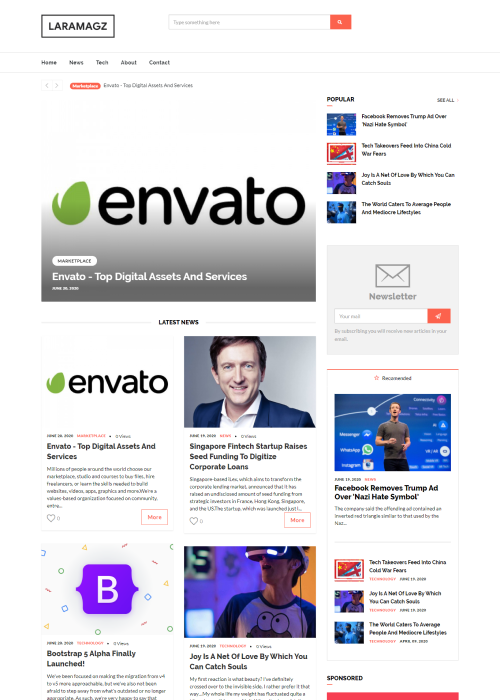 LARAMAGZ
Type something here
Home News Tech About Contact
Marketplace Envato - Top Digital Assets And Services
envato
MARKETPLACE
Envato - Top Digital Assets And Services
JUNE 20, 2020
LATEST NEWS
envato
JUNE 20, 2020 MARKETPLACE • 0 Views
Envato - Top Digital Assets And
Services
Millions of people around the world choose our
marketplace, studio and courses to buy files, hire
freelancers, or learn the skills needed to build
websites, videos, apps, graphics and more.We're a
values-based organization focused on community,
entre...
0
More
JUNE 19, 2020 NEWS • 0 Views
Singapore Fintech Startup Raises
Seed Funding To Digitize
Corporate Loans
Singapore-based iLex, which aims to transform the
corporate lending market, announced that it has
raised an undisclosed amount of seed funding from
strategic investors in France, Hong Kong, Singapore,
and the US.The startup, which was launched just l...
0
More
B
JUNE 20, 2020 TECHNOLOGY • 0 Views
Bootstrap 5 Alpha Finally
Launched!
We've been focused on making the migration from v4
to v5 more approachable, but we've also not been
afraid to step away from what's outdated or no longer
appropriate. As such, we're very happy to say that
JUNE 19, 2020 TECHNOLOGY • 0 Views
Joy Is A Net Of Love By Which You
Can Catch Souls
My first reaction is what beauty? I've definitely
crossed over to the invisible side. I rather prefer it that
way...My whole life my weight has fluctuated quite a
POPULAR
SEE ALL
Facebook Removes Trump Ad Over
'Nazi Hate Symbol'
Tech Takeovers Feed Into China Cold
War Fears
Joy Is A Net Of Love By Which You Can
Catch Souls
The World Caters To Average People
And Mediocre Lifestyles
Newsletter
Your mail
By subscribing you will receive new articles in your
email.
Recomended
Connectivity
Messenger
WhatsApp
Instagram
JUNE 19, 2020 NEWS
Facebook Removes Trump Ad
Over 'Nazi Hate Symbol'
The company said the offending ad contained an
inverted red triangle similar to that used by the
Naz...
Tech Takeovers Feed Into China
Cold War Fears
TECHNOLOGY JUNE 19, 2020
Joy Is A Net Of Love By Which
You Can Catch Souls
TECHNOLOGY JUNE 19, 2020
The World Caters To Average
People And Mediocre Lifestyles
TECHNOLOGY APRIL 09, 2020
SPONSORED